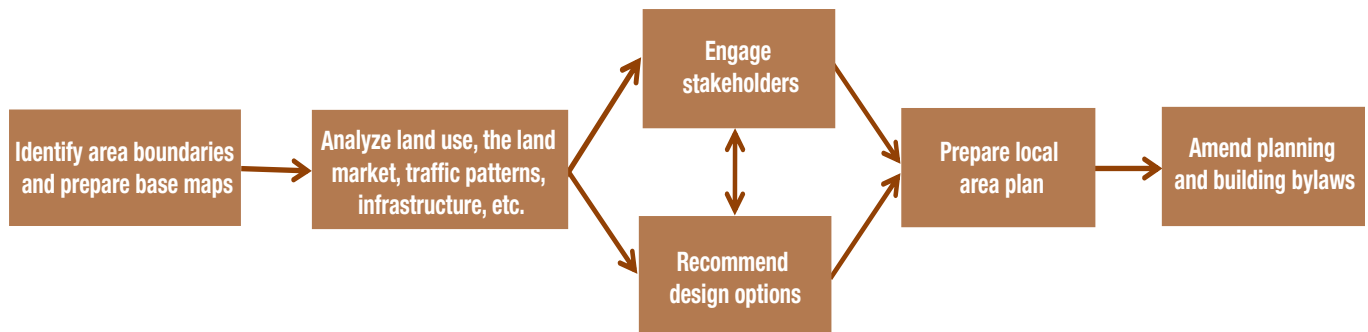 Identify area boundaries
and prepare base maps
Analyze land use, the land
market, traffic patterns,
infrastructure, etc.
Engage
stakeholders
Recommend
design options
Prepare local
area plan
Amend planning
and building bylaws